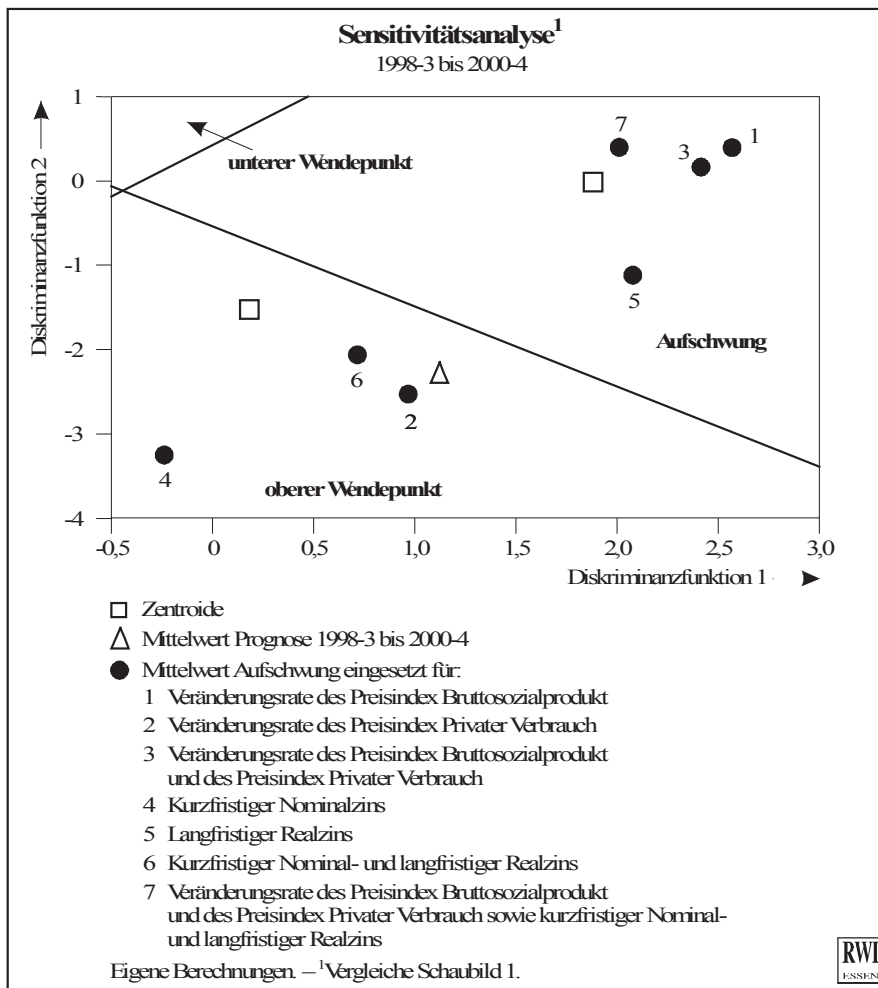 Sensitivitätsanalyse¹
1998-3 bis 2000-4
Diskriminanzfunktion 2
1
0
-1
-2
-3
-4
unterer Wendepunkt
7
3
1
5
Aufschwung
6
2
4
oberer Wendepunkt
-0,5 0 0,5 1,0 1,5 2,0 2,5 3,0
Diskriminanzfunktion 1
Zentroide
Mittelwert Prognose 1998-3 bis 2000-4
Mittelwert Aufschwung eingesetzt für:
1 Veränderungsrate des Preisindex Bruttosozialprodukt
2 Veränderungsrate des Preisindex Privater Verbrauch
3 Veränderungsrate des Preisindex Bruttosozialprodukt
und des Preisindex Privater Verbrauch
4 Kurzfristiger Nominalzins
5 Langfristiger Realzins
6 Kurzfristiger Nominal- und langfristiger Realzins
7 Veränderungsrate des Preisindex Bruttosozialprodukt
und des Preisindex Privater Verbrauch sowie kurzfristiger Nominal-
und langfristiger Realzins
Eigene Berechnungen. – ¹Vergleiche Schaubild 1.
RWI
ESSEN